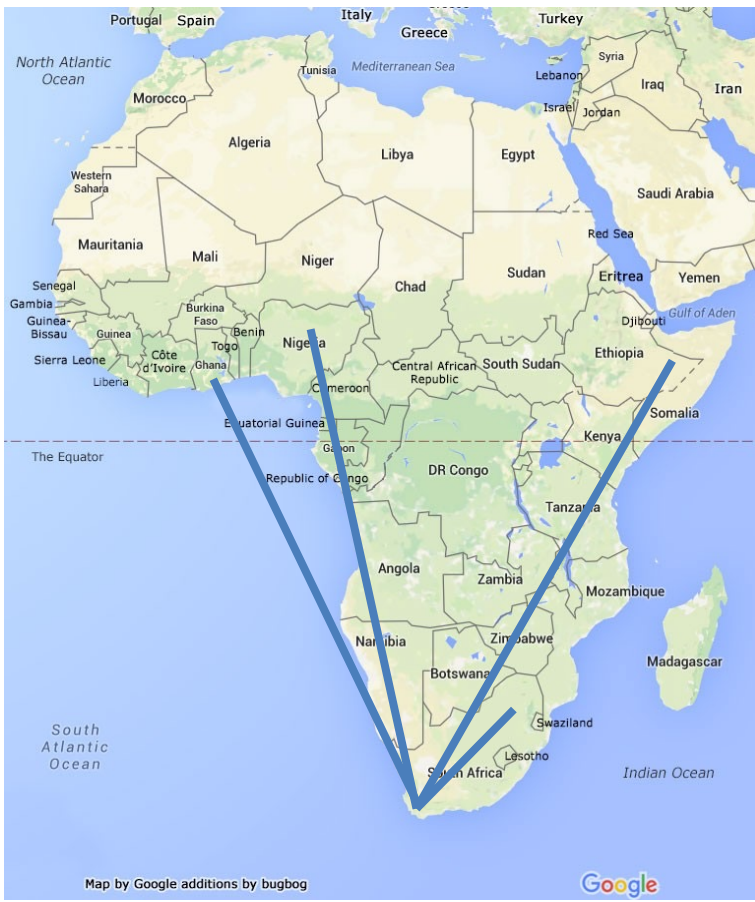 Portugal
Spain
Italy
Greece
Turkey
North Atlantic
Ocean
Tunisia
Mediterranean Sea
Lebanon
Syria
Iraq
Iran
Israel
Jordan
Morocco
Algeria
Libya
Egypt
Western
Sahara
Saudi Arabia
Mauritania
Mali
Niger
Chad
Sudan
Red Sea
Eritrea
Yemen
Senegal
Gambia
Guinea-
Bissau
Guinea
Burkina
Faso
Benin
Togo
Nigeria
Djibouti
Gulf of Aden
Sierra Leone
Liberia
Côte
d'Ivoire
Ghana
Cameroon
Central African
Republic
South Sudan
Ethiopia
Somalia
Equatorial Guinea
Gabon
Kenya
The Equator
Republic of Congo
DR Congo
Tanzania
Angola
Zambia
Mozambique
Namibia
Zimbabwe
Botswana
Madagascar
Swaziland
Lesotho
South Africa
South
Atlantic
Ocean
Indian Ocean
Map by Google additions by bugbog
Google